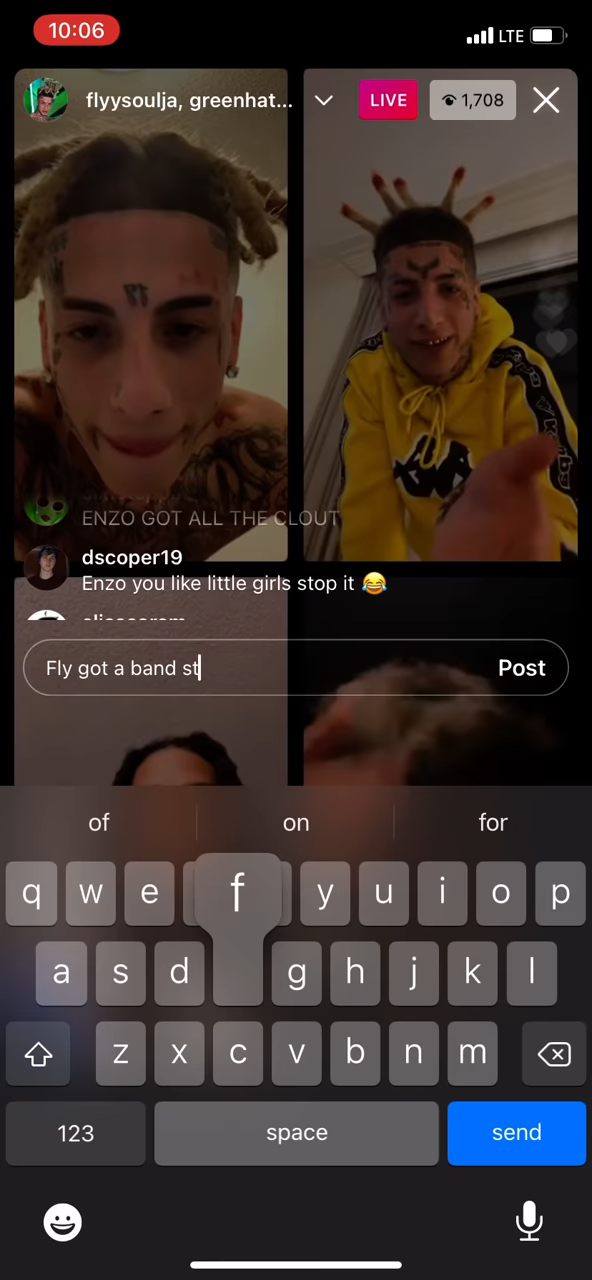 10:06
LTE
flyysoulja, greenhat...
LIVE
1,708
ENZO GOT ALL THE CLOUT
dscoper19
Enzo you like little girls stop it 😂
Fly got a band st
Post
of on for
q w e f y u i o p
a s d g h j k l
z x c v b n m
123 space send